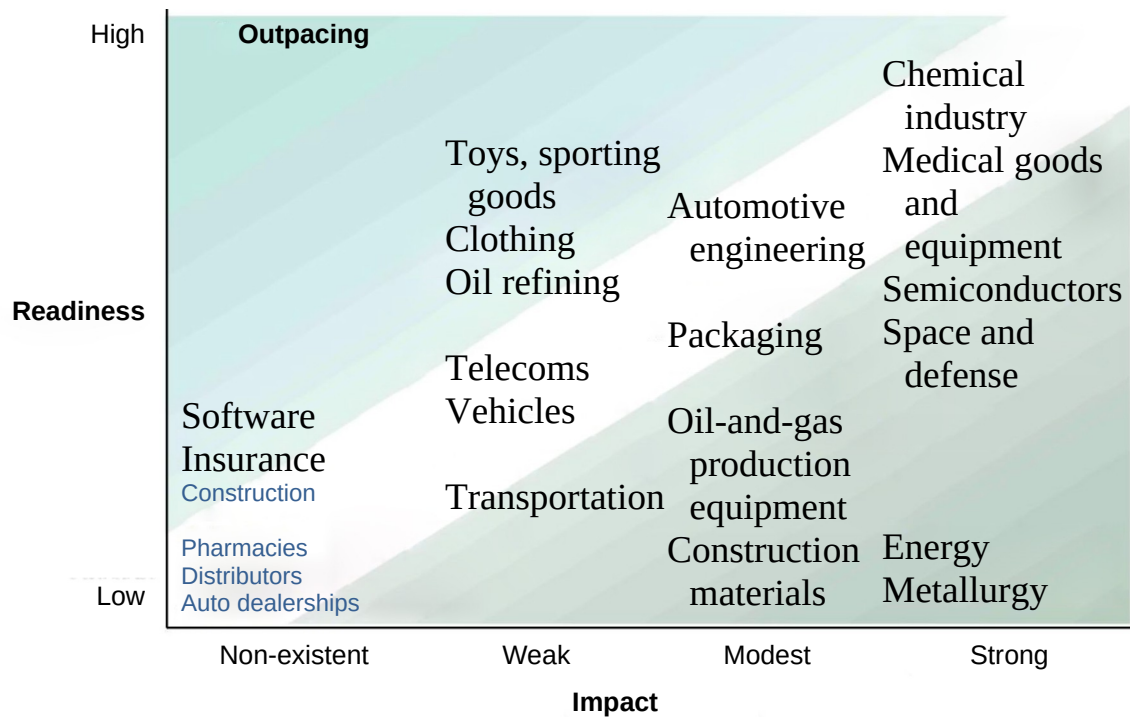 High
Outpacing
Chemical
industry
Medical goods
and
equipment
Semiconductors
Space and
defense
Toys, sporting
goods
Clothing
Oil refining
Automotive
engineering
Readiness
Packaging
Telecoms
Vehicles
Software
Insurance
Construction
Oil-and-gas
production
equipment
Construction
materials
Transportation
Pharmacies
Distributors
Auto dealerships
Energy
Metallurgy
Low
Non-existent
Weak
Modest
Strong
Impact